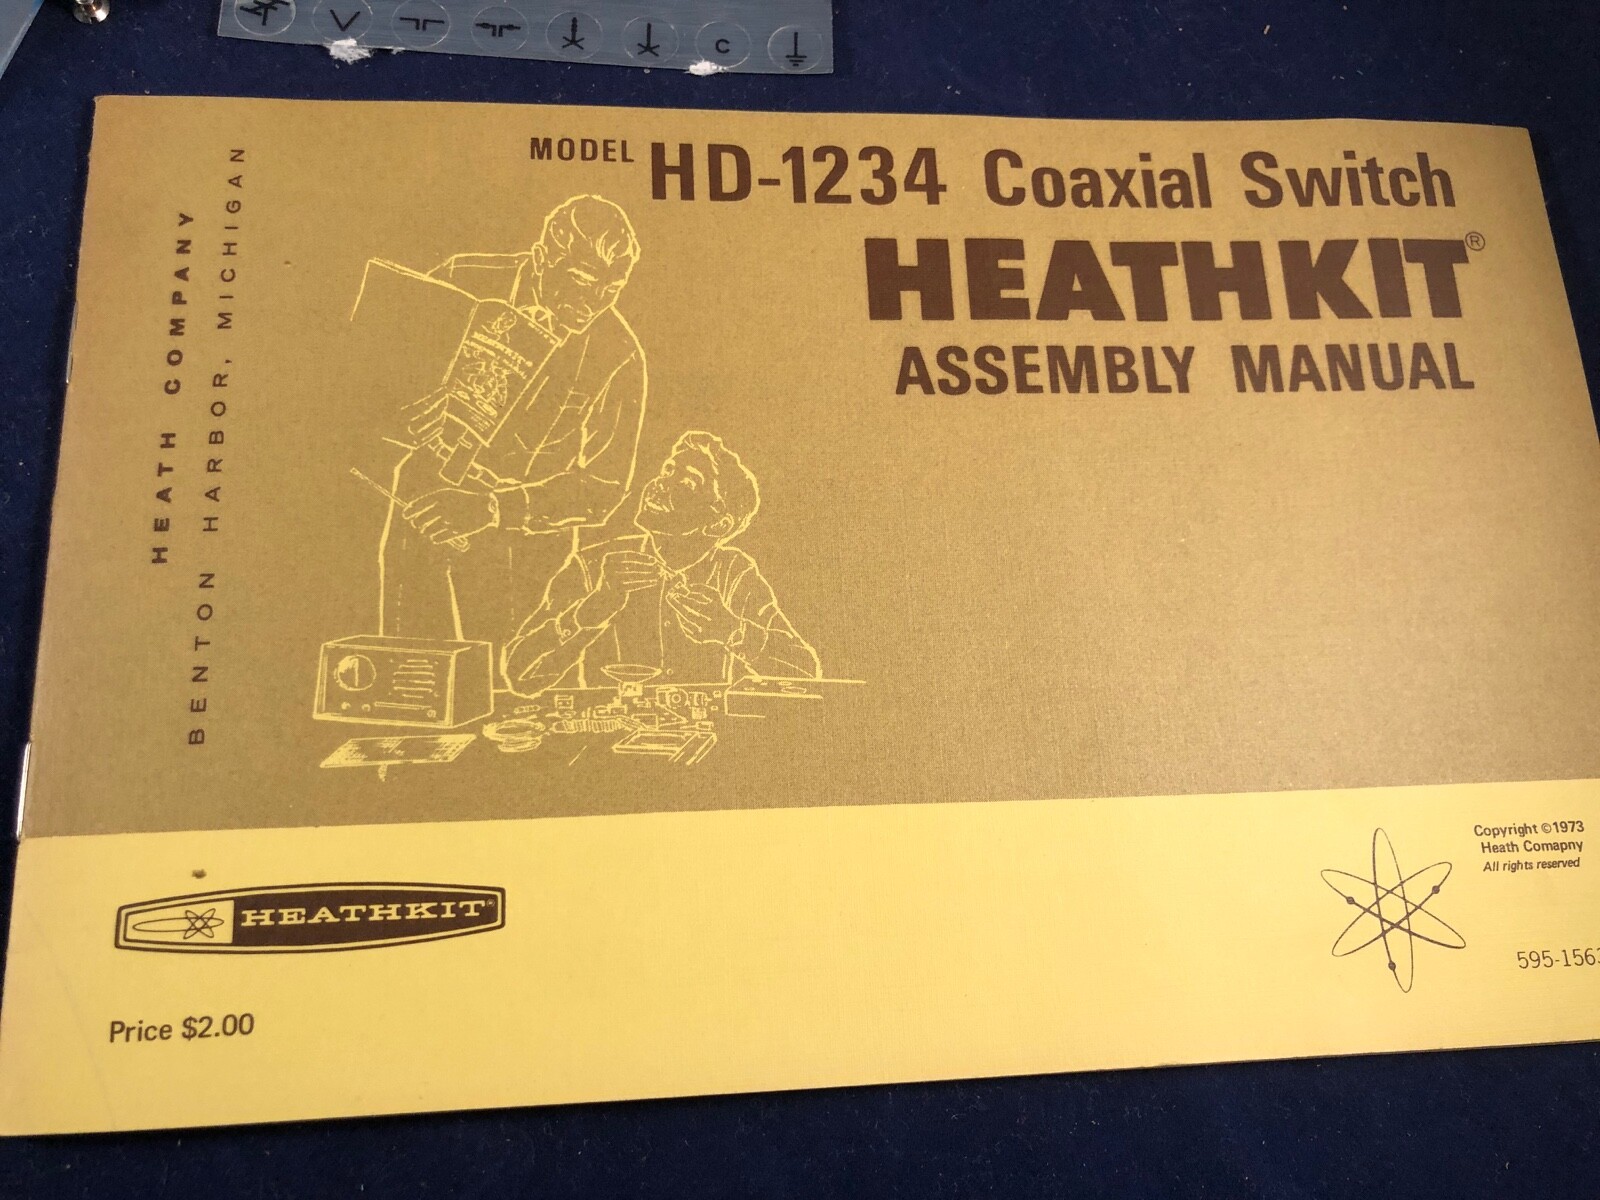 C
MODEL HD-1234 Coaxial Switch
HEATHKIT®
ASSEMBLY MANUAL
HEATH COMPANY
BENTON HARBOR, MICHIGAN
HEATHKIT®
Price $2.00
Copyright ©1973
Heath Comapny
All rights reserved